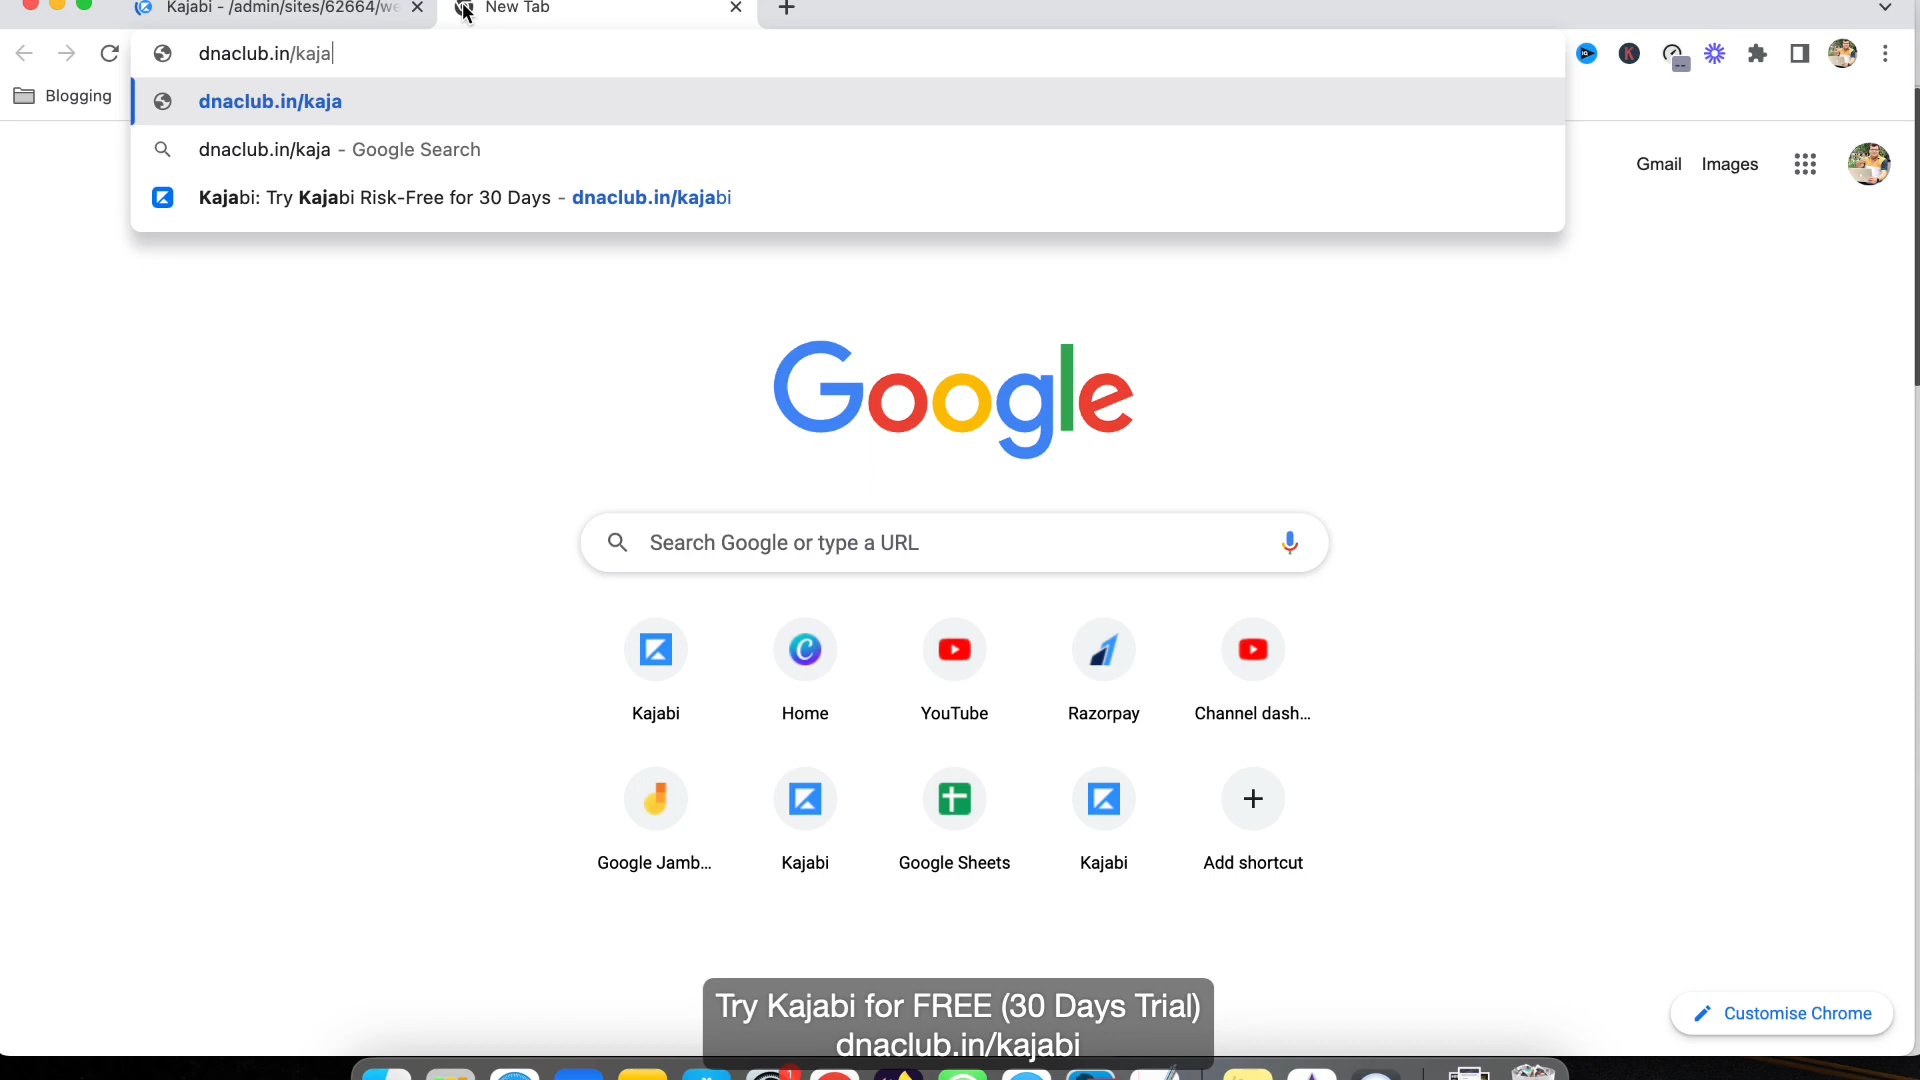 Kajabi - /admin/sites/62664/we
New Tab
dnaclub.in/kaja
Blogging
dnaclub.in/kaja
dnaclub.in/kaja - Google Search
Kajabi: Try Kajabi Risk-Free for 30 Days - dnaclub.in/kajabi
Gmail Images
Google
Search Google or type a URL
Kajabi Home YouTube Razorpay Channel dash...
Google Jamb... Kajabi Google Sheets Kajabi Add shortcut
Customise Chrome
Try Kajabi for FREE (30 Days Trial)
dnaclub.in/kajabi
1